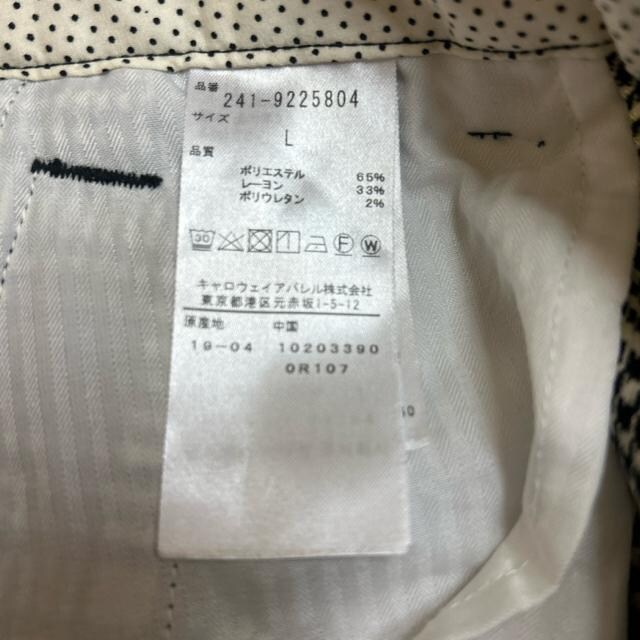 品番
241-9225804
サイズ
L
品質
ポリエステル 65%
レーヨン 33%
ポリウレタン 2%
30 F W
キャロウェイアパレル株式会社
東京都港区元赤坂1-5-12
原産地 中国
19-04 10203390
0R107